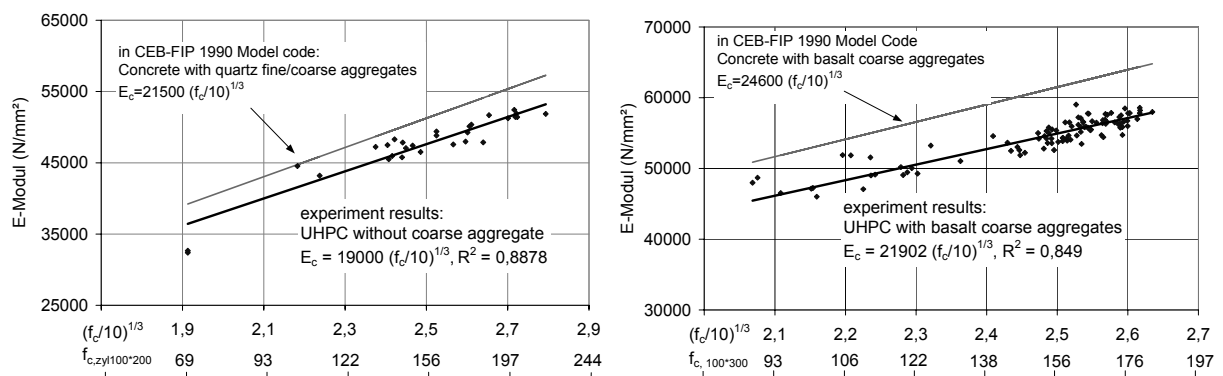 E-Modul (N/mm²)
65000
55000
45000
35000
25000
in CEB-FIP 1990 Model code:
Concrete with quartz fine/coarse aggregates
E_c=21500 (f_c/10)^1/3
experiment results:
UHPC without coarse aggregate
E_c = 19000 (f_c/10)^1/3, R² = 0,8878
(f_c/10)^1/3 1,9 2,1 2,3 2,5 2,7 2,9
f_c,zyl100*200 69 93 122 156 197 244
E-Modul (N/mm²)
70000
60000
50000
40000
30000
in CEB-FIP 1990 Model Code
Concrete with basalt coarse aggregates
E_c=24600 (f_c/10)^1/3
experiment results:
UHPC with basalt coarse aggregates
E_c = 21902 (f_c/10)^1/3, R² = 0,849
(f_c/10)^1/3 2,1 2,2 2,3 2,4 2,5 2,6 2,7
f_c, 100*300 93 106 122 138 156 176 197